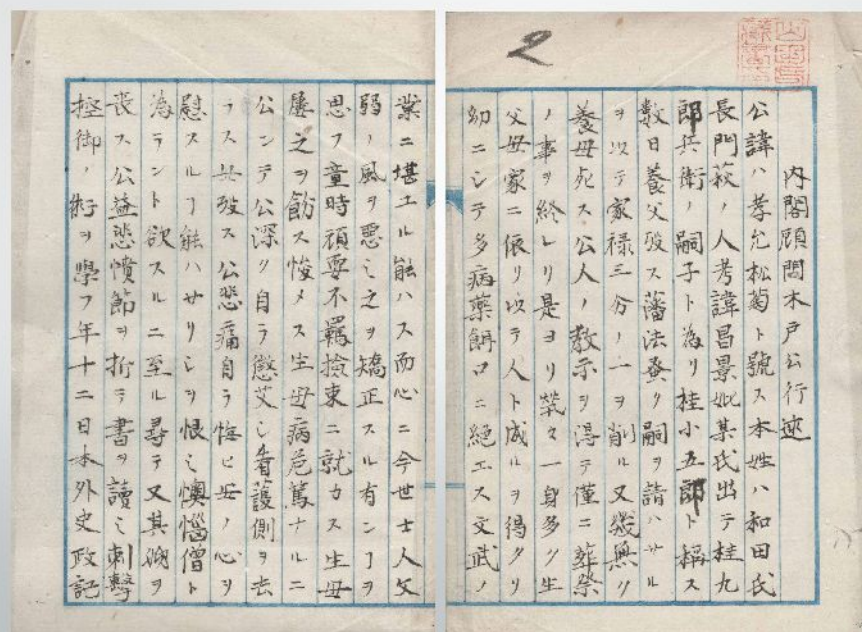 2
内閣顧問木戸公行迹
公諱ハ孝允松菊ト號ス本姓ハ和田氏
長門萩ノ人考諱昌景妣某氏出テ桂九
郎兵衛ノ嗣子ト為リ桂小五郎ト稱ス
數日養父歿ス藩法蚤ク嗣ヲ請ハサル
ヲ以テ家禄三分ノ一ヲ削ル又幾無ク
養母死ス公人ノ教示ヲ得テ僅ニ葬祭
ノ事ヲ終レリ是ヨリ煢々一身多ク生
父母家ニ依リ以テ人ト成ルヲ得タリ
幼ニシテ多病藥餌口ニ絶エス文武ノ
業ニ堪エル能ハス而心ニ今世士人文
弱ノ風ヲ悪ミ之ヲ矯正スル有ンヿヲ
思フ童時頑耍不羈撿束ニ就カス生母
屢之ヲ飭ス悛メス生母病危篤ナルニ
公ンテ公深ク自ラ懲艾シ看護側ヲ去
ラス母歿ス公悲痛自ラ悔ヒ母ノ心ヲ
慰スルヿ能ハサリシヲ恨ミ懊惱僧ト
為ラント欲スルニ至ル尋テ又其姊ヲ
喪ス公益悲憤節ヲ折テ書ヲ讀ミ刺擊
控御ノ術ヲ學フ年十二日本外史政記